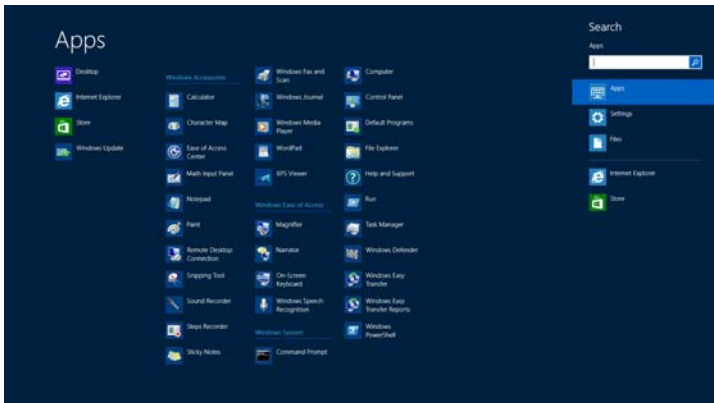 Apps
Desktop
Internet Explorer
Store
Windows Update
Windows Accessories
Calculator
Character Map
Ease of Access
Center
Math Input Panel
Notepad
Paint
Remote Desktop
Connection
Snipping Tool
Sound Recorder
Steps Recorder
Sticky Notes
Windows Fax and
Scan
Windows Journal
Windows Media
Player
WordPad
XPS Viewer
Windows Ease of Access
Magnifier
Narrator
On-Screen
Keyboard
Windows Speech
Recognition
Windows System
Command Prompt
Computer
Control Panel
Default Programs
File Explorer
Help and Support
Run
Task Manager
Windows Defender
Windows Easy
Transfer
Windows Easy
Transfer Reports
Windows
PowerShell
Search
Apps
Apps
Settings
Files
Internet Explorer
Store